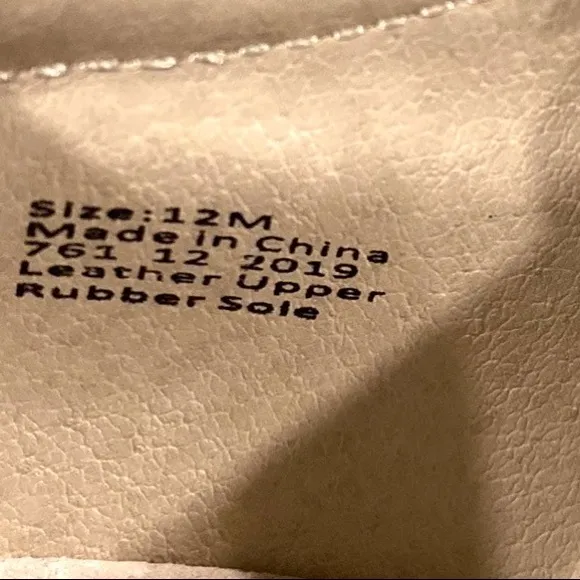 Size:12M
Made in China
761 12 2019
Leather Upper
Rubber Sole